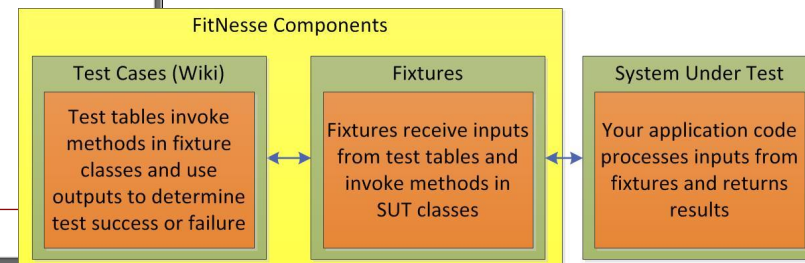 FitNesse Components
Test Cases (Wiki)
Test tables invoke
methods in fixture
classes and use
outputs to determine
test success or failure
Fixtures
Fixtures receive inputs
from test tables and
invoke methods in
SUT classes
System Under Test
Your application code
processes inputs from
fixtures and returns
results